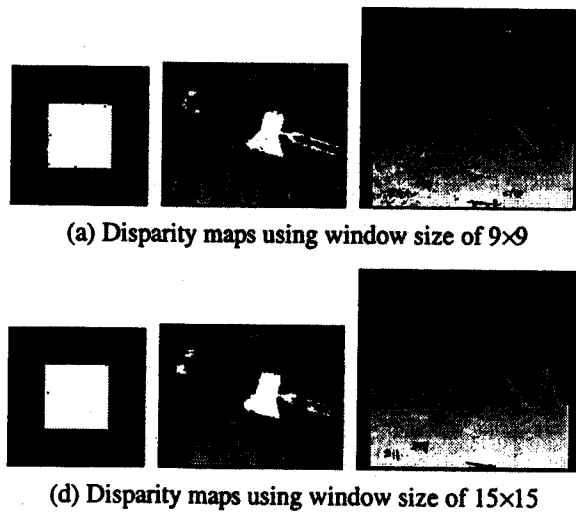 (a) Disparity maps using window size of 9×9
(d) Disparity maps using window size of 15×15